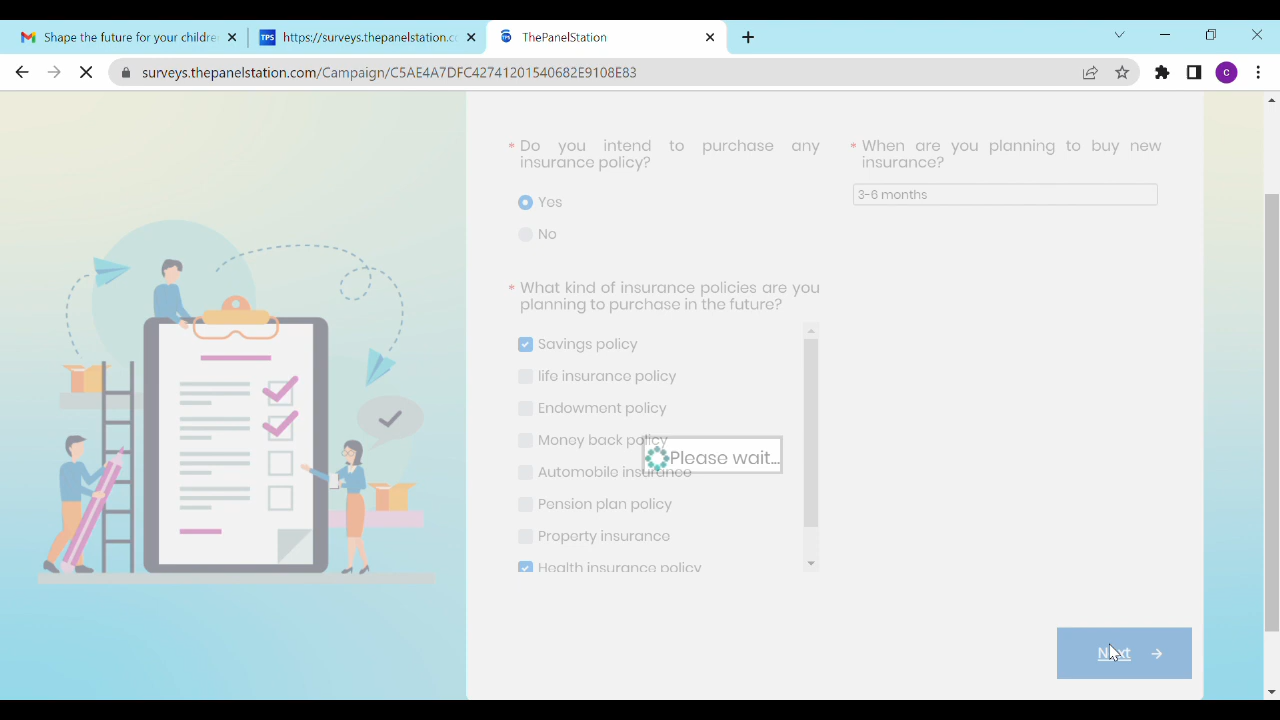 Shape the future for your childre
TPS
https://surveys.thepanelstation.c
TPS
ThePanelStation
surveys.thepanelstation.com/Campaign/C5AE4A7DFC42741201540682E9108E83
C
* Do you intend to purchase any
insurance policy?
Yes
No
* When are you planning to buy new
insurance?
3-6 months
* What kind of insurance policies are you
planning to purchase in the future?
Savings policy
life insurance policy
Endowment policy
Money back policy
Please wait...
Automobile insurance
Pension plan policy
Property insurance
Health insurance policy
Next →